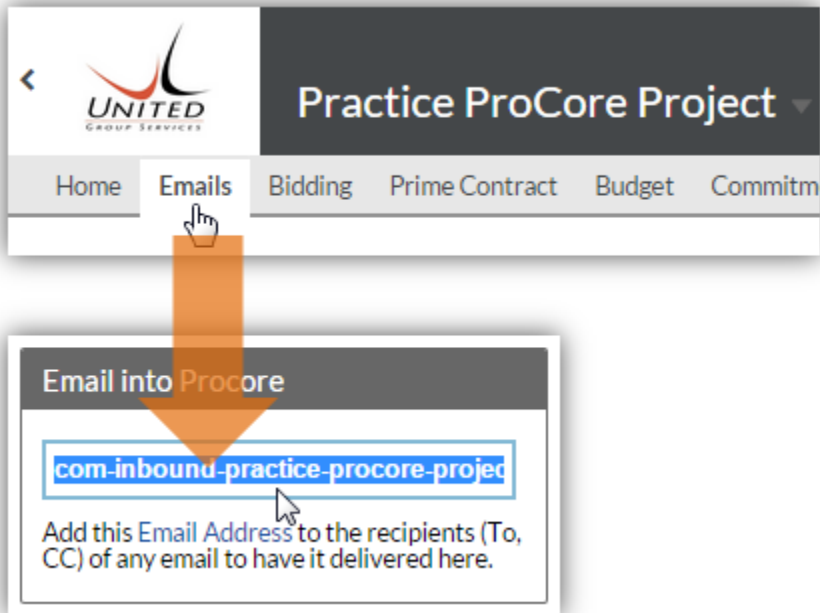 UNITED
GROUP SERVICES
Practice ProCore Project
Home Emails Bidding Prime Contract Budget Commitm
Email into Procore
com-inbound-practice-procore-projec
Add this Email Address to the recipients (To,
CC) of any email to have it delivered here.